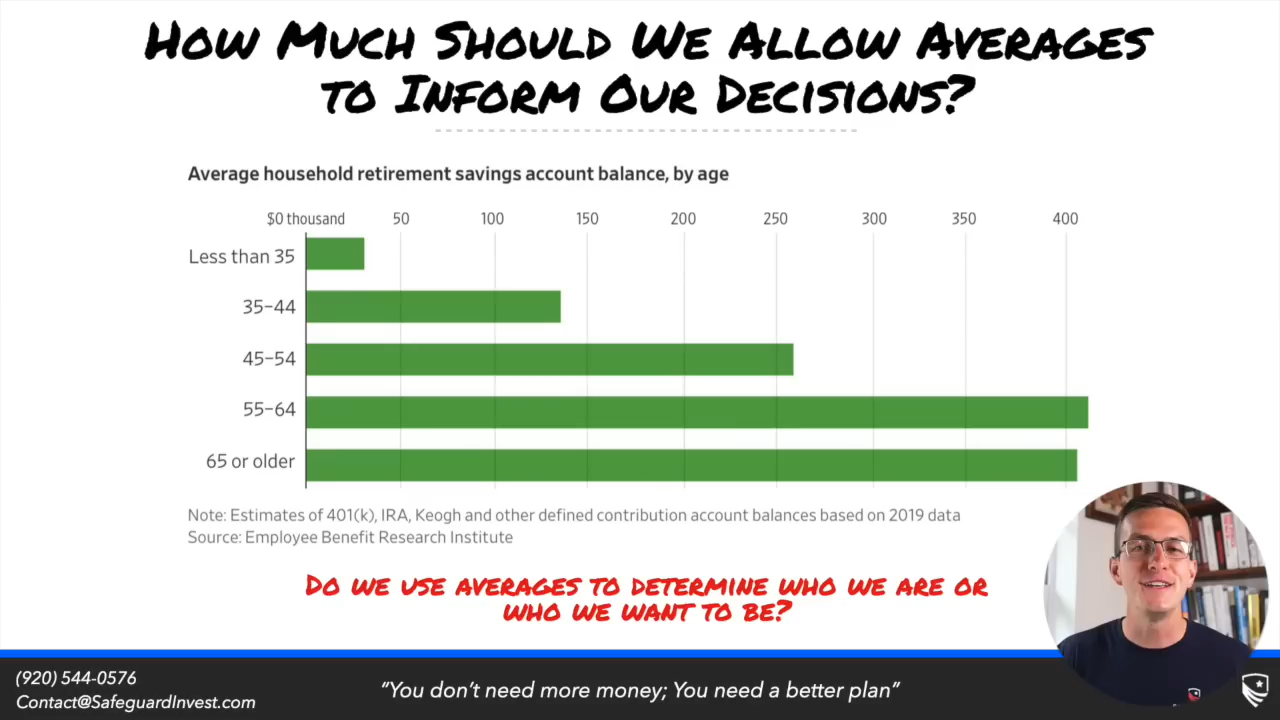 How Much Should We Allow Averages
to Inform Our Decisions?
Average household retirement savings account balance, by age
$0 thousand 50 100 150 200 250 300 350 400
Less than 35
35–44
45–54
55–64
65 or older
Note: Estimates of 401(k), IRA, Keogh and other defined contribution account balances based on 2019 data
Source: Employee Benefit Research Institute
Do we use averages to determine who we are or
who we want to be?
(920) 544-0576
Contact@SafeguardInvest.com
"You don't need more money; You need a better plan"